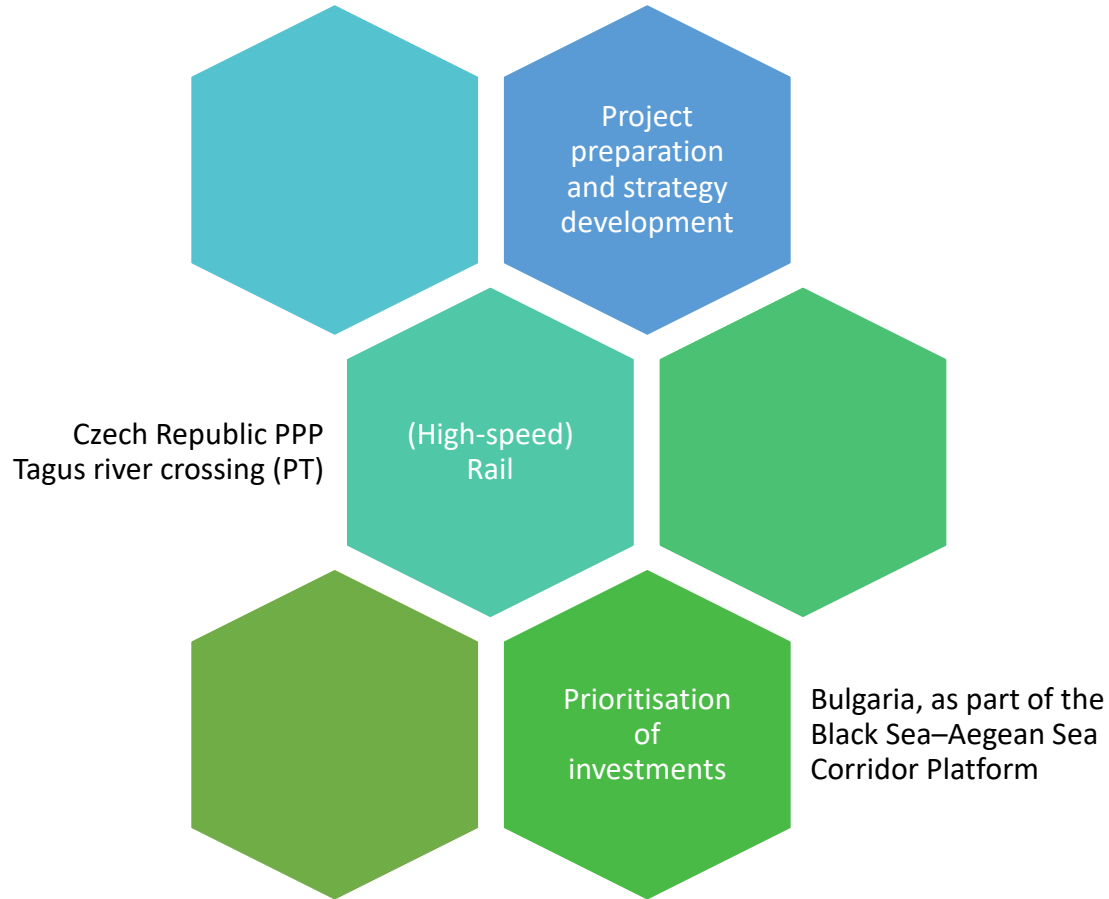 Project
preparation
and strategy
development
Czech Republic PPP
Tagus river crossing (PT)
(High-speed)
Rail
Prioritisation
of
investments
Bulgaria, as part of the
Black Sea–Aegean Sea
Corridor Platform